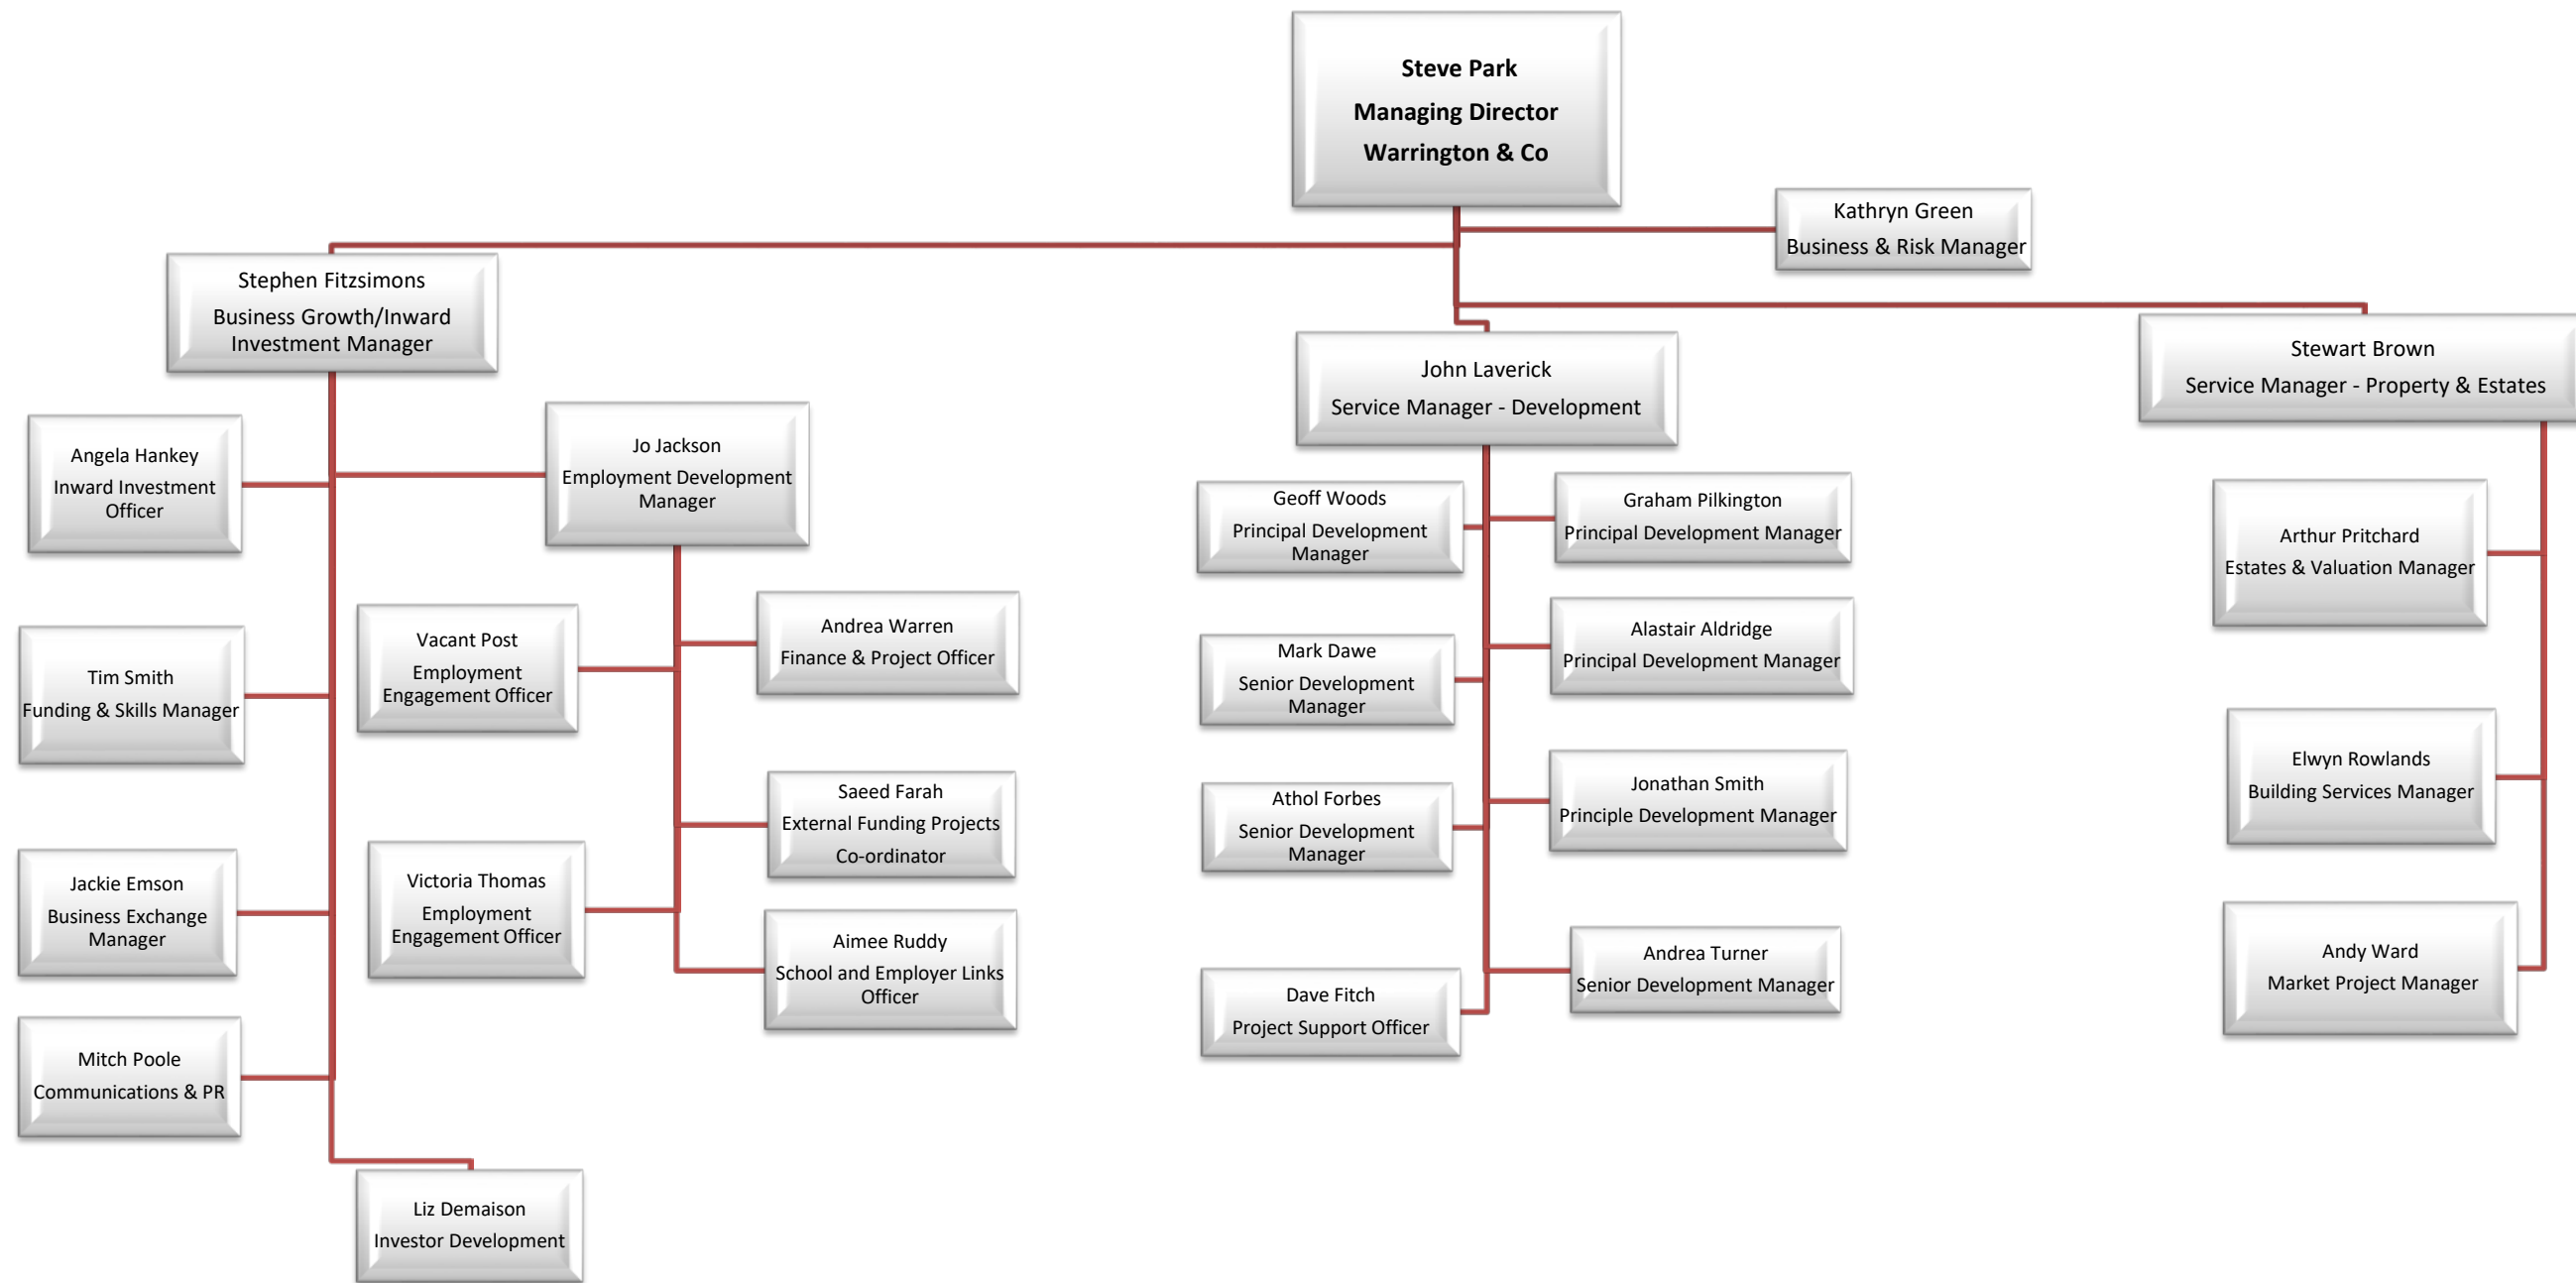 Steve Park
Managing Director
Warrington & Co
Kathryn Green
Business & Risk Manager
Stephen Fitzsimons
Business Growth/Inward
Investment Manager
John Laverick
Service Manager - Development
Stewart Brown
Service Manager - Property & Estates
Angela Hankey
Inward Investment
Officer
Jo Jackson
Employment Development
Manager
Tim Smith
Funding & Skills Manager
Jackie Emson
Business Exchange
Manager
Mitch Poole
Communications & PR
Liz Demaison
Investor Development
Vacant Post
Employment
Engagement Officer
Andrea Warren
Finance & Project Officer
Saeed Farah
External Funding Projects
Co-ordinator
Victoria Thomas
Employment
Engagement Officer
Aimee Ruddy
School and Employer Links
Officer
Geoff Woods
Principal Development
Manager
Graham Pilkington
Principal Development Manager
Mark Dawe
Senior Development
Manager
Alastair Aldridge
Principal Development Manager
Athol Forbes
Senior Development
Manager
Jonathan Smith
Principle Development Manager
Dave Fitch
Project Support Officer
Andrea Turner
Senior Development Manager
Arthur Pritchard
Estates & Valuation Manager
Elwyn Rowlands
Building Services Manager
Andy Ward
Market Project Manager